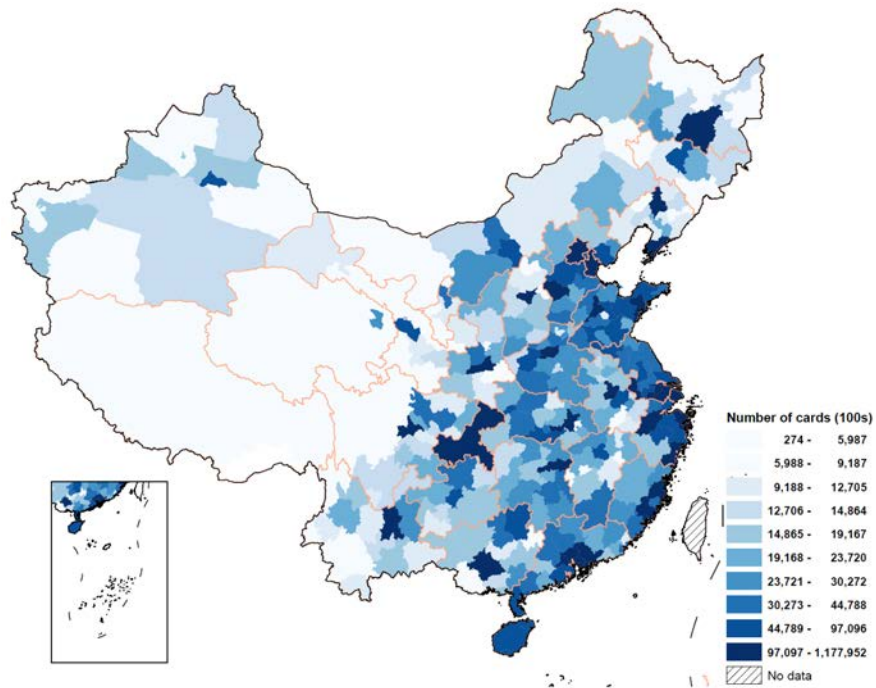 Number of cards (100s)
274 - 5,987
5,988 - 9,187
9,188 - 12,705
12,706 - 14,864
14,865 - 19,167
19,168 - 23,720
23,721 - 30,272
30,273 - 44,788
44,789 - 97,096
97,097 - 1,177,952
No data